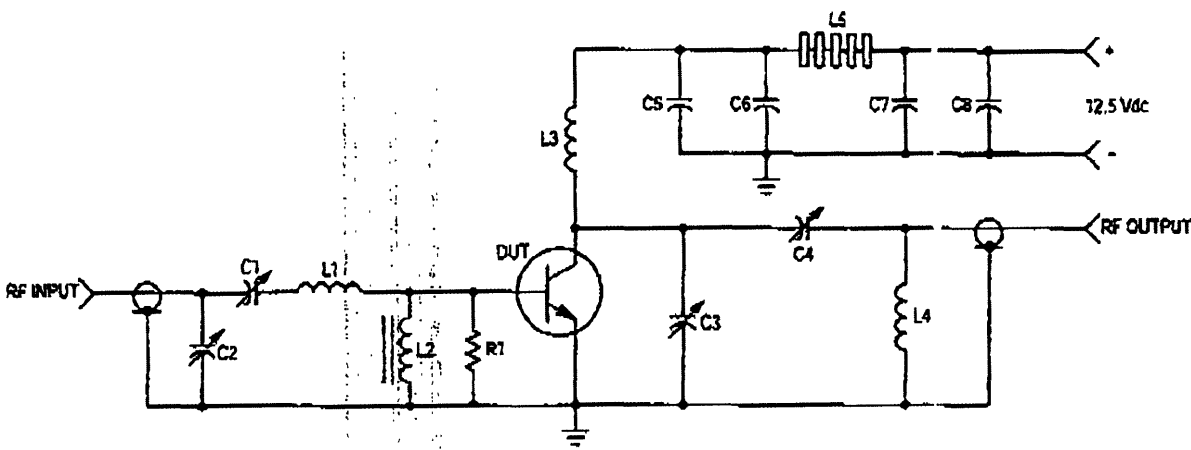 L5
+
C5
C6
C7
C8
12,5 Vdc
L3
-
RF OUTPUT
DUT
C4
C1
L1
RF INPUT
C3
L4
C2
L2
R1